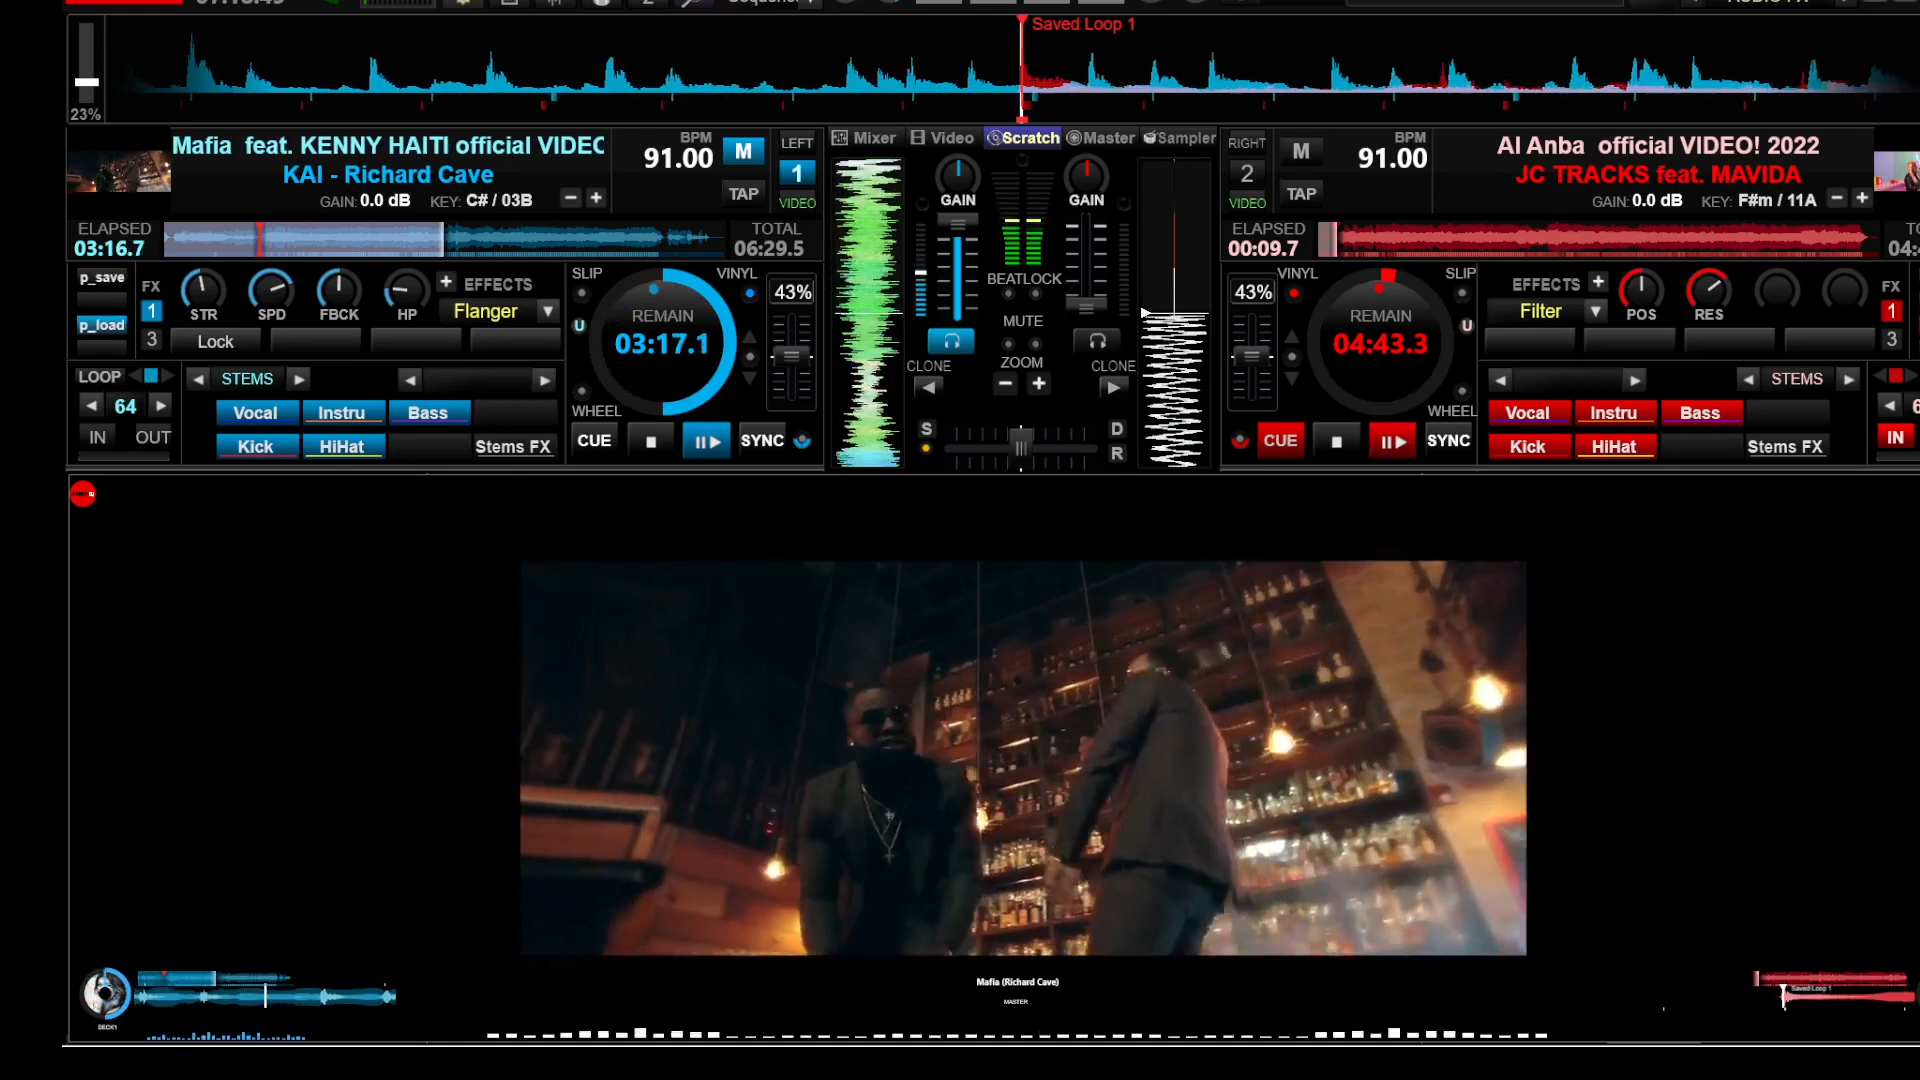 Saved Loop 1
23%
Mafia feat. KENNY HAITI official VIDEO
KAI - Richard Cave
GAIN: 0.0 dB KEY: C# / 03B
BPM
91.00
M
TAP
LEFT
1
VIDEO
Mixer Video Scratch Master Sampler
GAIN GAIN
RIGHT
2
VIDEO
M
TAP
BPM
91.00
Al Anba official VIDEO! 2022
JC TRACKS feat. MAVIDA
GAIN: 0.0 dB KEY: F#m / 11A
ELAPSED
03:16.7
TOTAL
06:29.5
ELAPSED
00:09.7
p_save
p_load
FX
1
3
STR SPD FBCK HP
EFFECTS
Flanger
Lock
SLIP VINYL
U
REMAIN
03:17.1
43%
BEATLOCK
MUTE
ZOOM
CLONE CLONE
43%
VINYL SLIP
U
REMAIN
04:43.3
EFFECTS
Filter
POS RES
FX
1
3
LOOP
64
IN OUT
STEMS
Vocal Instru Bass
Kick HiHat Stems FX
WHEEL
CUE SYNC
S D
R
WHEEL
CUE SYNC
STEMS
Vocal Instru Bass
Kick HiHat Stems FX
IN
Mafia (Richard Cave)
MASTER
DECK1
Saved Loop 1